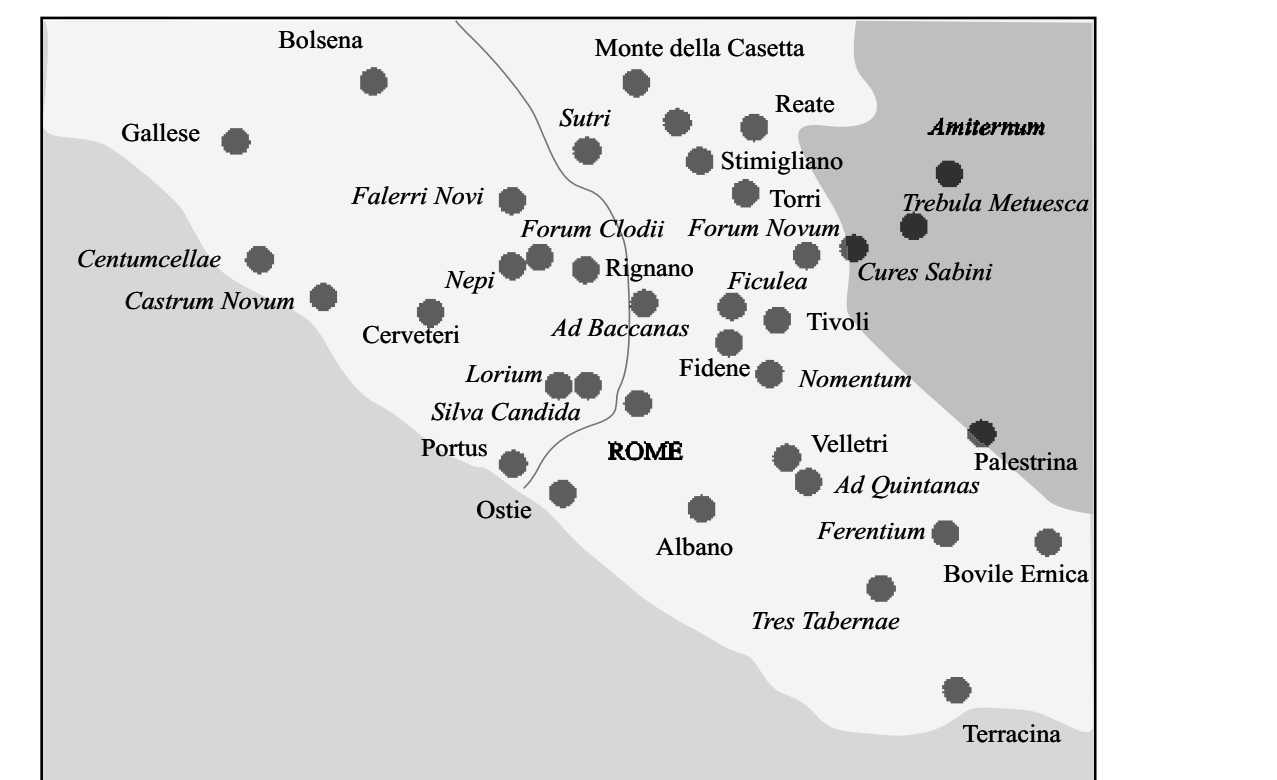 Bolsena
Monte della Casetta
Reate
Sutri
Gallese
Amiternum
Stimigliano
Falerri Novi
Torri
Trebula Metuesca
Forum Clodii
Forum Novum
Centumcellae
Rignano
Cures Sabini
Nepi
Ficulea
Castrum Novum
Tivoli
Ad Baccanas
Cerveteri
Fidene
Lorium
Nomentum
Silva Candida
Portus
ROME
Velletri
Palestrina
Ad Quintanas
Ostie
Ferentium
Albano
Bovile Ernica
Tres Tabernae
Terracina